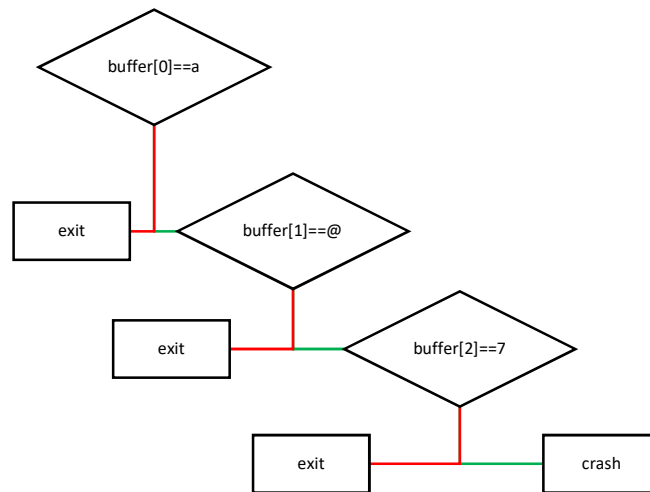 buffer[0]==a
exit
buffer[1]==@
exit
buffer[2]==7
exit
crash